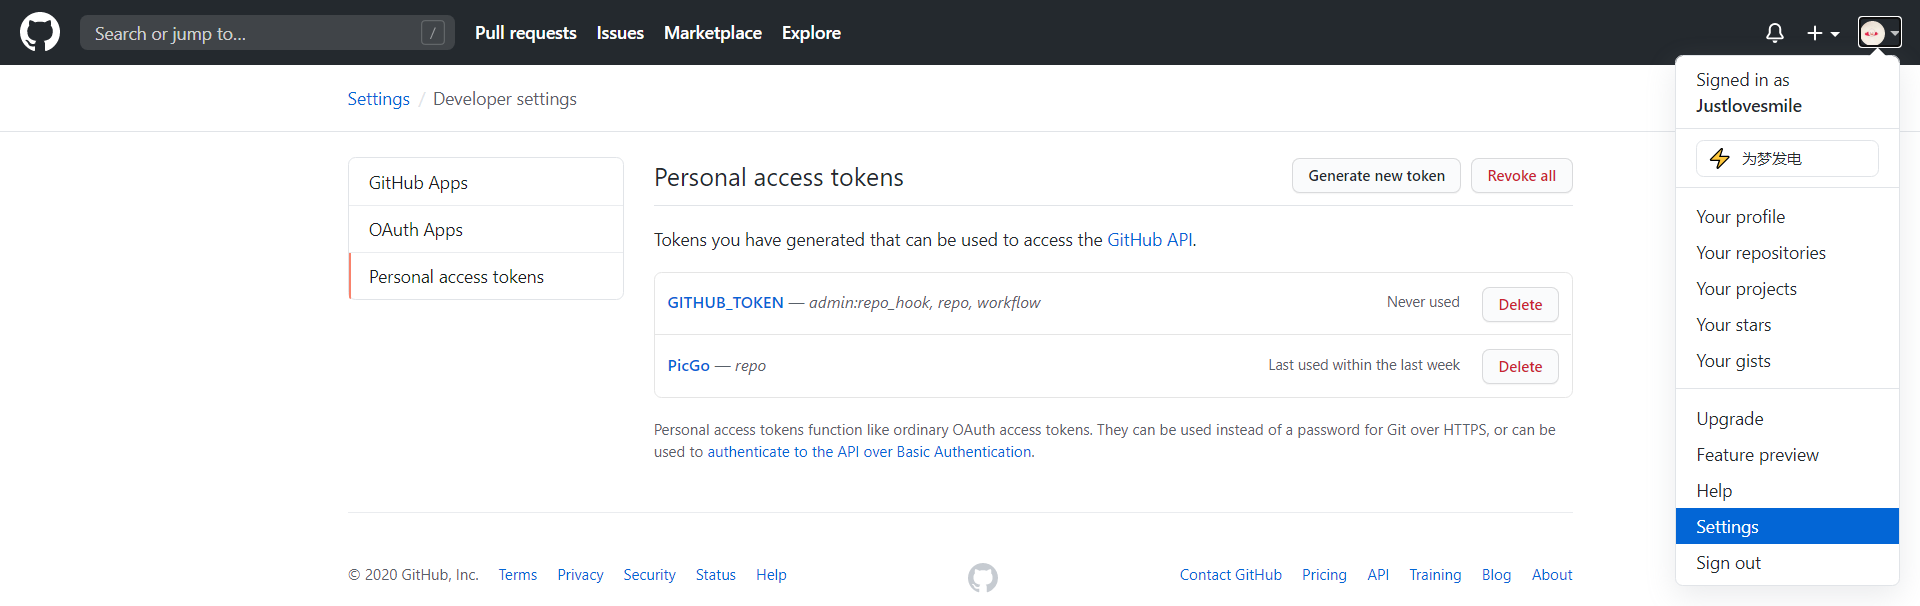 Search or jump to... / Pull requests Issues Marketplace Explore
Signed in as
Justlovesmile
为梦发电
Your profile
Your repositories
Your projects
Your stars
Your gists
Upgrade
Feature preview
Help
Settings
Sign out
Settings / Developer settings
GitHub Apps
OAuth Apps
Personal access tokens
Personal access tokens Generate new token Revoke all
Tokens you have generated that can be used to access the GitHub API.
GITHUB_TOKEN — admin:repo_hook, repo, workflow Never used Delete
PicGo — repo Last used within the last week Delete
Personal access tokens function like ordinary OAuth access tokens. They can be used instead of a password for Git over HTTPS, or can be
used to authenticate to the API over Basic Authentication.
© 2020 GitHub, Inc. Terms Privacy Security Status Help Contact GitHub Pricing API Training Blog About